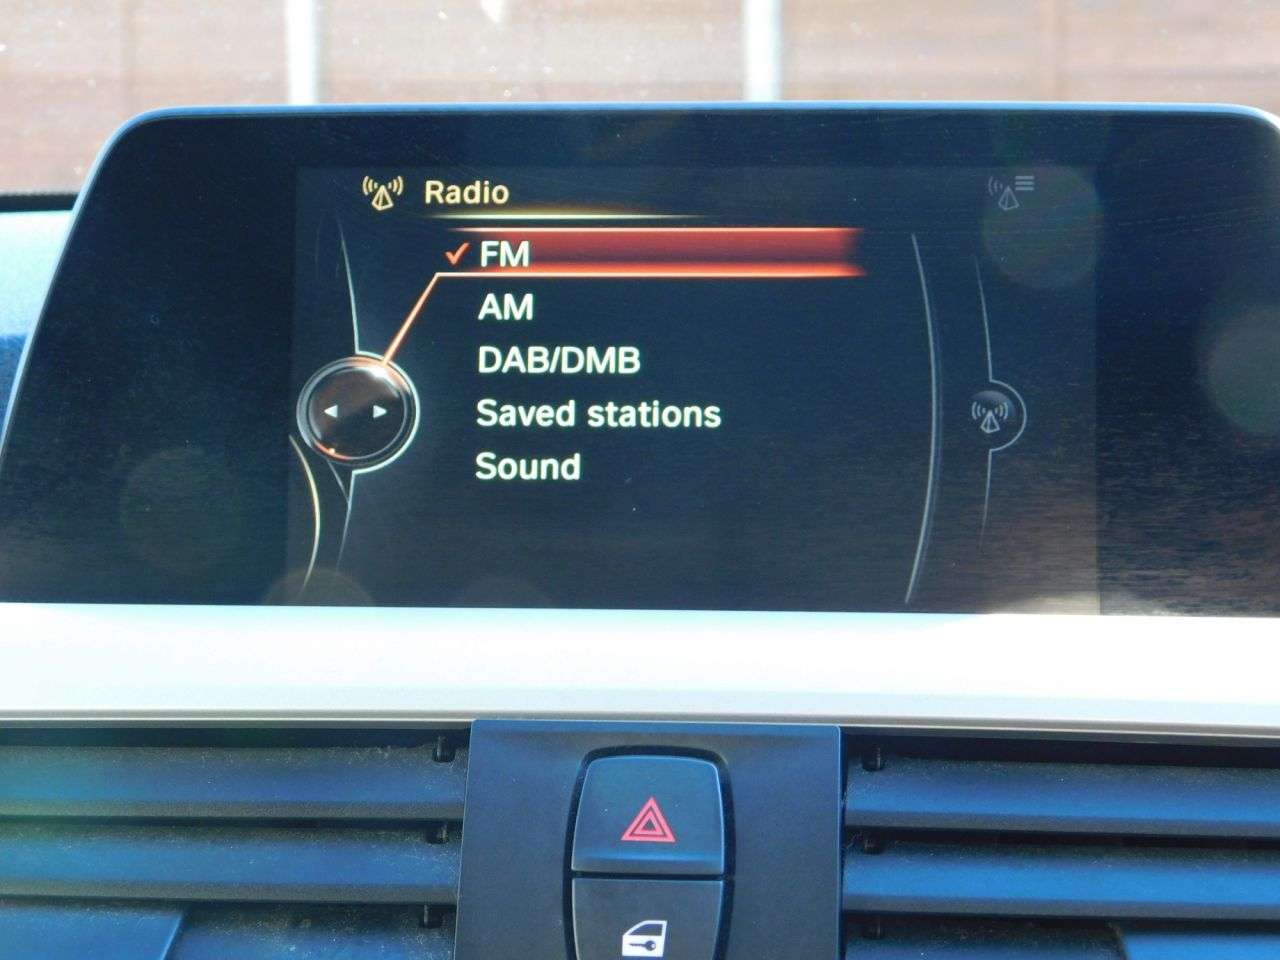 Radio
FM
AM
DAB/DMB
Saved stations
Sound